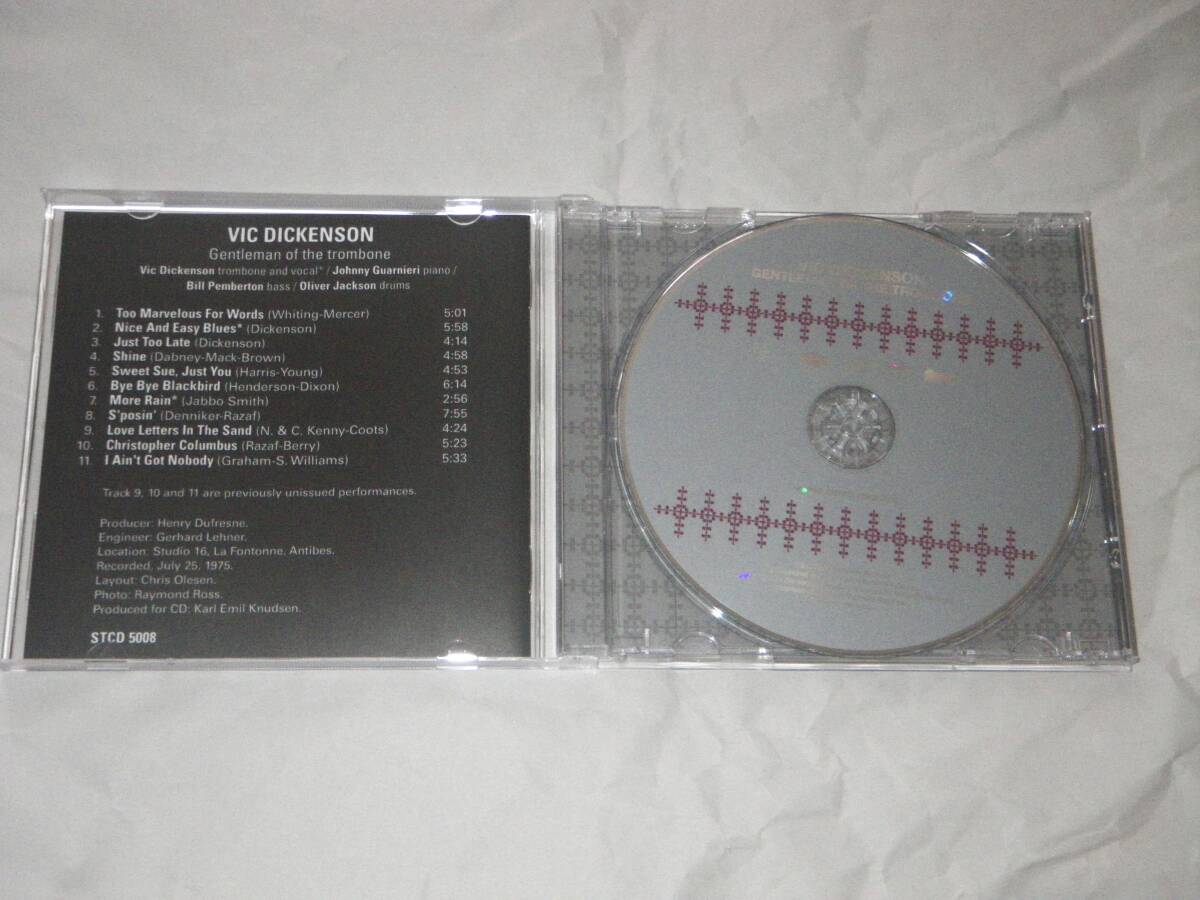 VIC DICKENSON
Gentleman of the trombone
Vic Dickenson trombone and vocal* / Johnny Guarnieri piano /
Bill Pemberton bass / Oliver Jackson drums
1. Too Marvelous For Words (Whiting-Mercer) 5:01
2. Nice And Easy Blues* (Dickenson) 5:58
3. Just Too Late (Dickenson) 4:14
4. Shine (Dabney-Mack-Brown) 4:58
5. Sweet Sue, Just You (Harris-Young) 4:53
6. Bye Bye Blackbird (Henderson-Dixon) 6:14
7. More Rain* (Jabbo Smith) 2:56
8. S'posin' (Denniker-Razaf) 7:55
9. Love Letters In The Sand (N. & C. Kenny-Coots) 4:24
10. Christopher Columbus (Razaf-Berry) 5:23
11. I Ain't Got Nobody (Graham-S. Williams) 5:33
Track 9, 10 and 11 are previously unissued performances.
Producer: Henry Dufresne.
Engineer: Gerhard Lehner.
Location: Studio 16, La Fontonne, Antibes.
Recorded, July 25, 1975.
Layout: Chris Olesen.
Photo: Raymond Ross.
Produced for CD: Karl Emil Knudsen.
STCD 5008